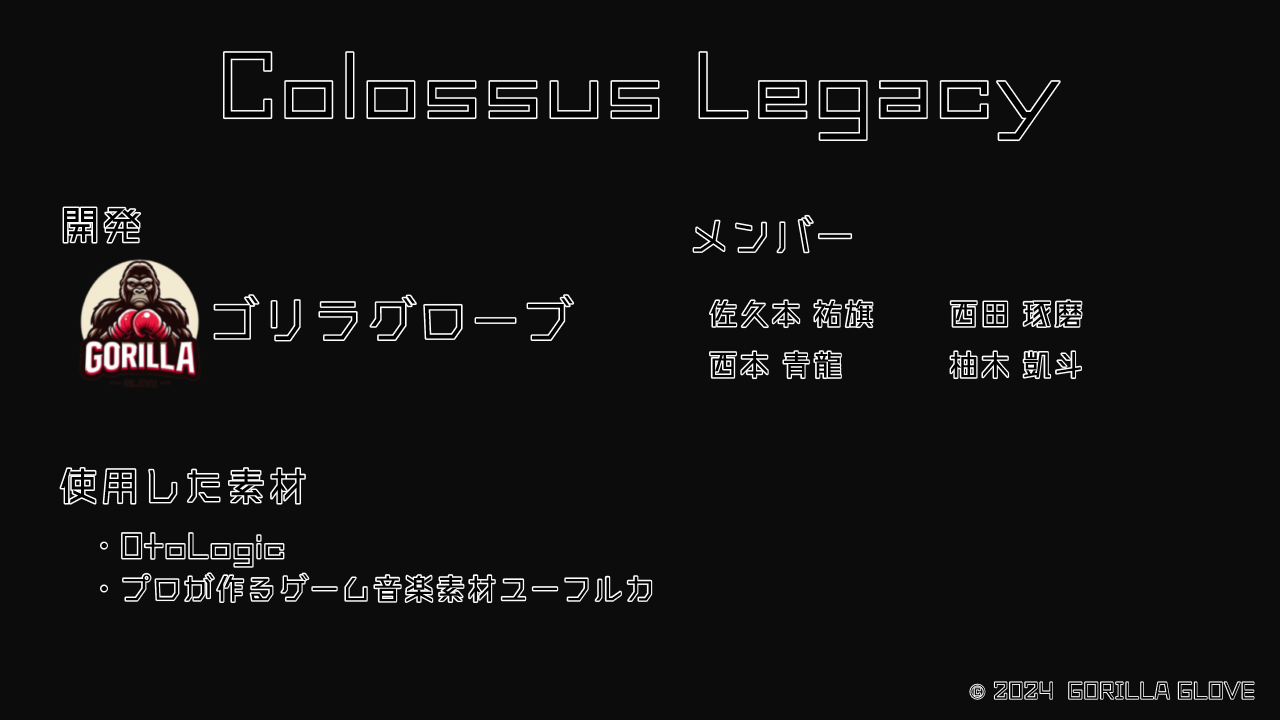 Colossus Legacy
開発
GORILLA
GLOVE
ゴリラグローブ
メンバー
佐久本 祐旗
西田 琢磨
西本 青龍
柚木 凱斗
使用した素材
・OtoLogic
・プロが作るゲーム音楽素材ユーフルカ
© 2024 GORILLA GLOVE